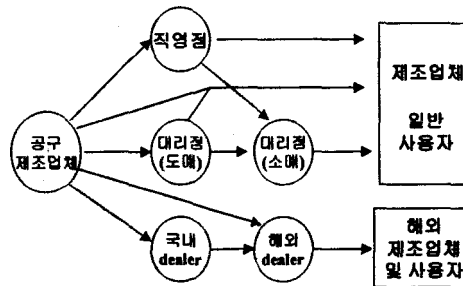 직영점
제조업체
일반
사용자
공구
제조업체
대리점
(도매)
대리점
(소매)
국내
dealer
해외
dealer
해외
제조업체
및 사용자